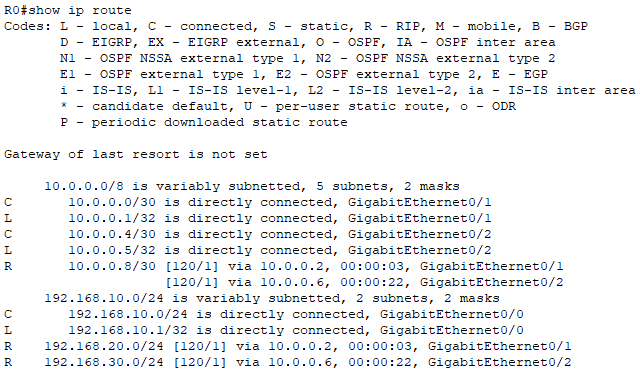 R0#show ip route
Codes: L - local, C - connected, S - static, R - RIP, M - mobile, B - BGP
       D - EIGRP, EX - EIGRP external, O - OSPF, IA - OSPF inter area
       N1 - OSPF NSSA external type 1, N2 - OSPF NSSA external type 2
       E1 - OSPF external type 1, E2 - OSPF external type 2, E - EGP
       i - IS-IS, L1 - IS-IS level-1, L2 - IS-IS level-2, ia - IS-IS inter area
       * - candidate default, U - per-user static route, o - ODR
       P - periodic downloaded static route

Gateway of last resort is not set

     10.0.0.0/8 is variably subnetted, 5 subnets, 2 masks
C       10.0.0.0/30 is directly connected, GigabitEthernet0/1
L       10.0.0.1/32 is directly connected, GigabitEthernet0/1
C       10.0.0.4/30 is directly connected, GigabitEthernet0/2
L       10.0.0.5/32 is directly connected, GigabitEthernet0/2
R       10.0.0.8/30 [120/1] via 10.0.0.2, 00:00:03, GigabitEthernet0/1
                    [120/1] via 10.0.0.6, 00:00:22, GigabitEthernet0/2
     192.168.10.0/24 is variably subnetted, 2 subnets, 2 masks
C       192.168.10.0/24 is directly connected, GigabitEthernet0/0
L       192.168.10.1/32 is directly connected, GigabitEthernet0/0
R    192.168.20.0/24 [120/1] via 10.0.0.2, 00:00:03, GigabitEthernet0/1
R    192.168.30.0/24 [120/1] via 10.0.0.6, 00:00:22, GigabitEthernet0/2